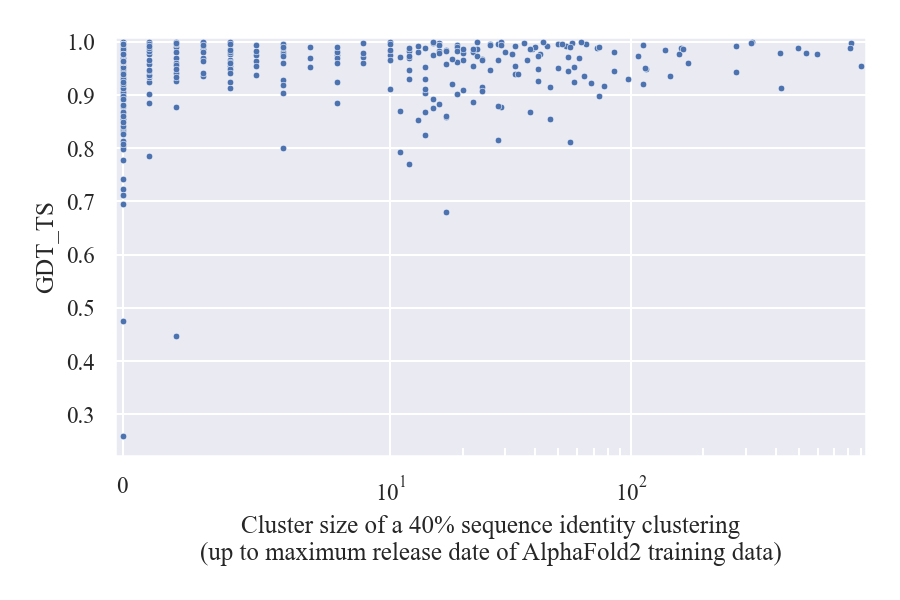 1.0
0.9
0.8
0.7
0.6
0.5
0.4
0.3
GDT_TS
0 10¹ 10²
Cluster size of a 40% sequence identity clustering
(up to maximum release date of AlphaFold2 training data)